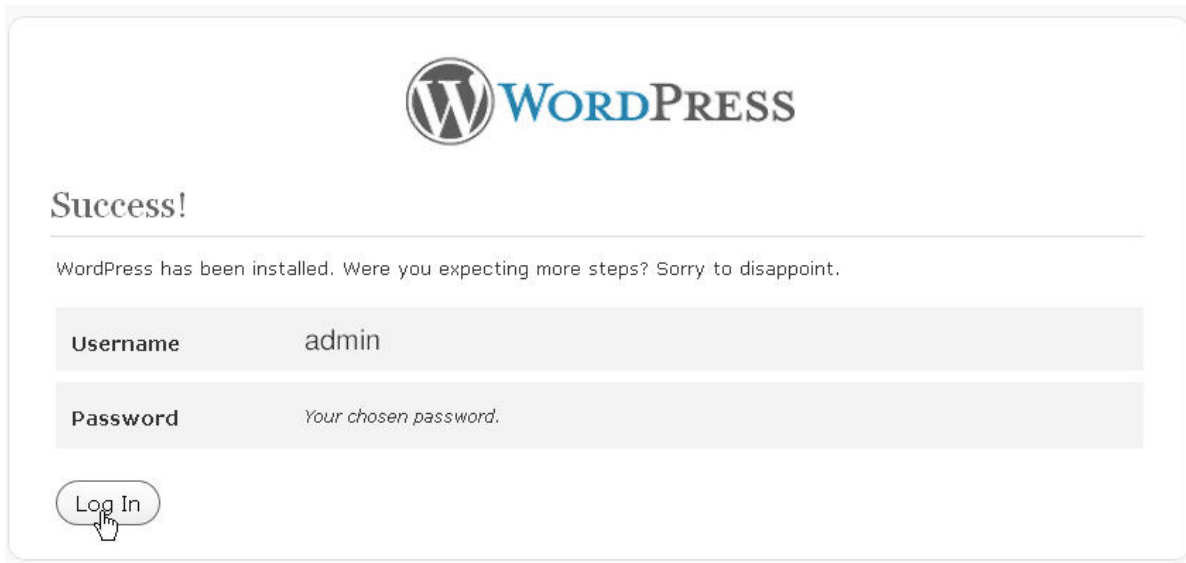 WORDPRESS
Success!
WordPress has been installed. Were you expecting more steps? Sorry to disappoint.
Username admin
Password Your chosen password.
Log In